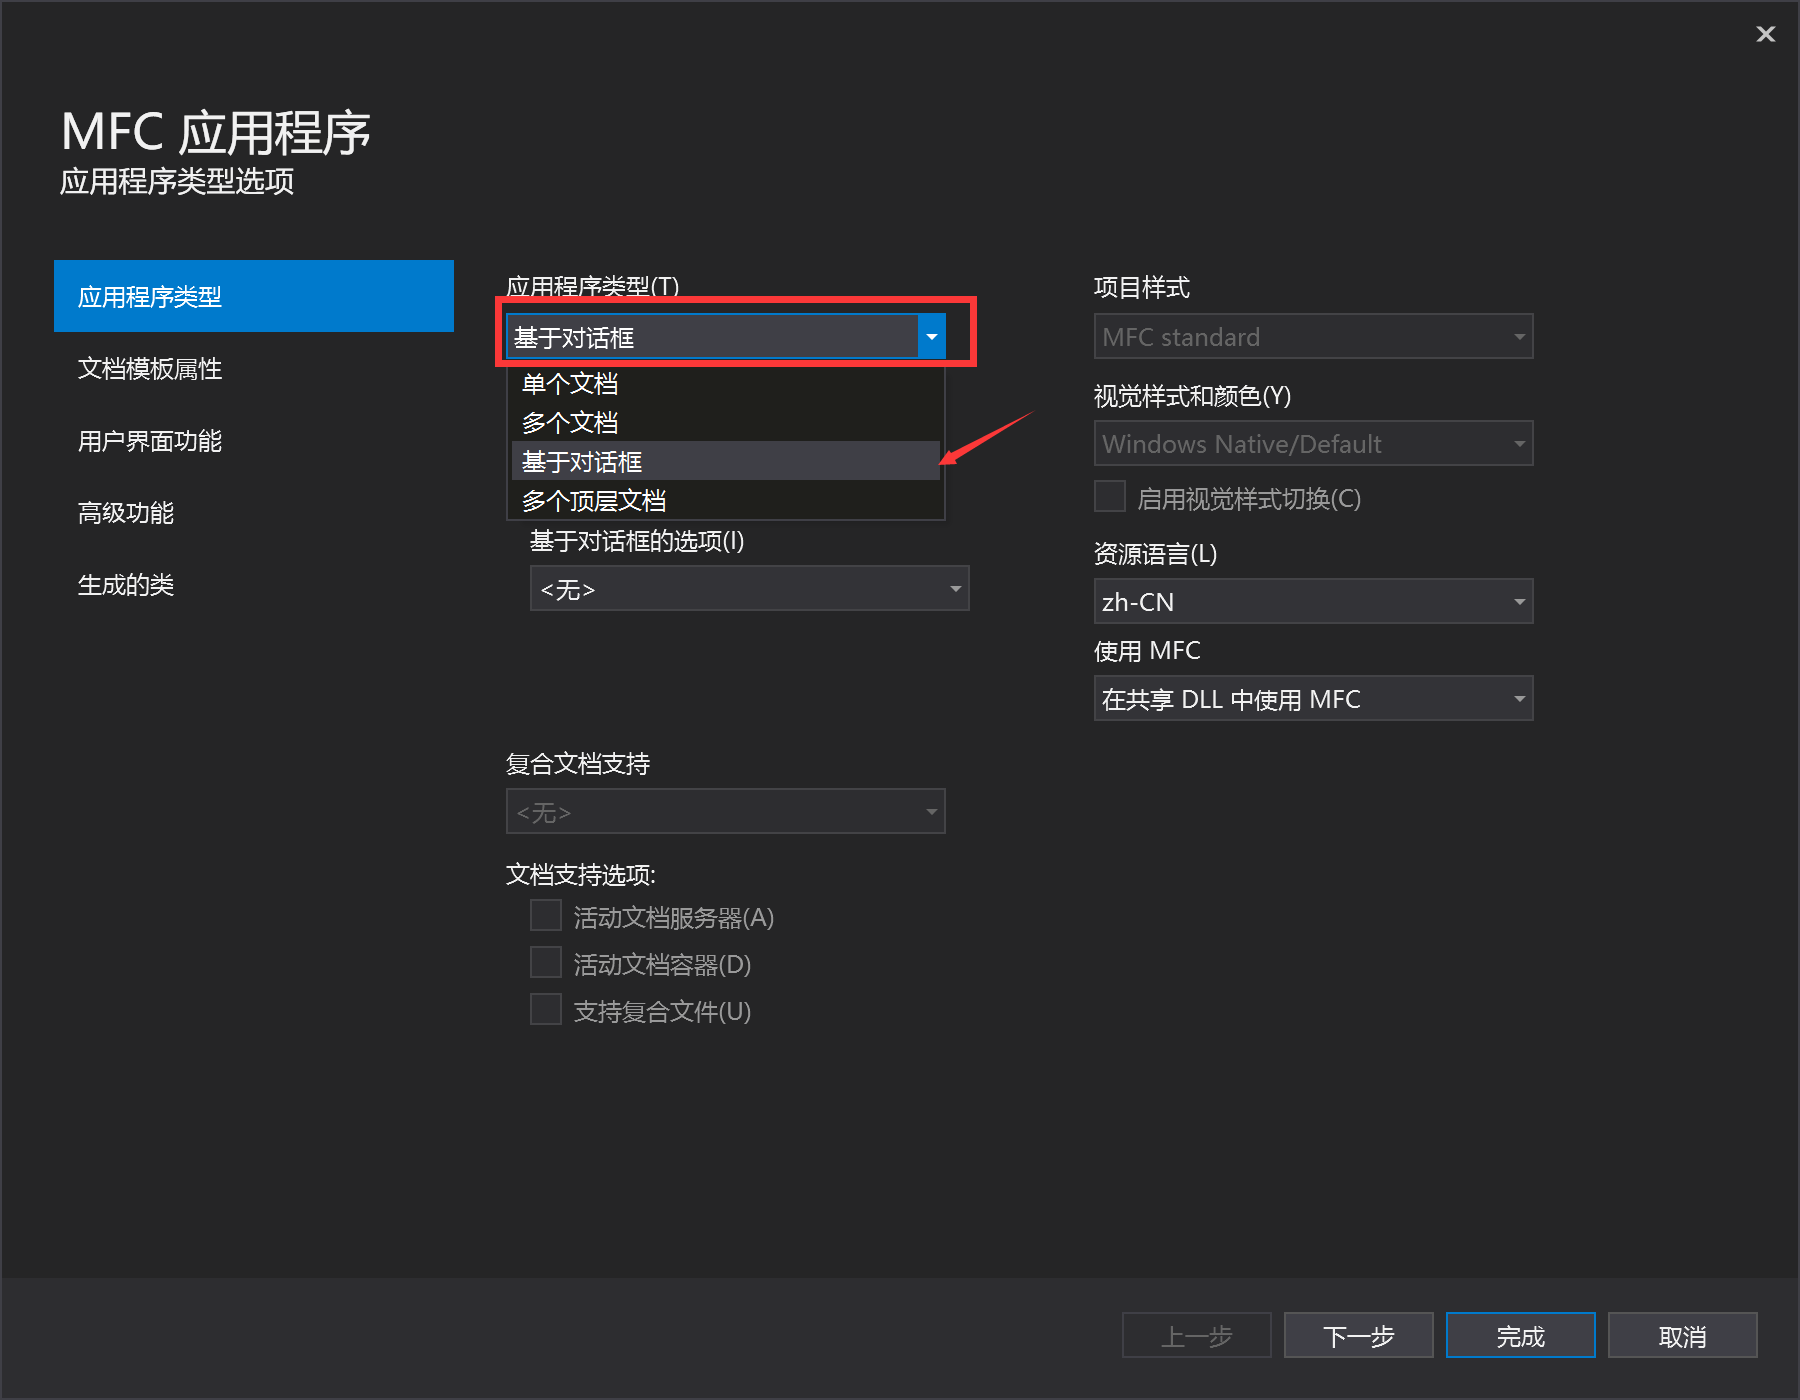 MFC 应用程序
应用程序类型选项
应用程序类型
文档模板属性
用户界面功能
高级功能
生成的类
应用程序类型(T)
基于对话框
单个文档
多个文档
基于对话框
多个顶层文档
基于对话框的选项(I)
<无>
复合文档支持
<无>
文档支持选项:
活动文档服务器(A)
活动文档容器(D)
支持复合文件(U)
项目样式
MFC standard
视觉样式和颜色(Y)
Windows Native/Default
启用视觉样式切换(C)
资源语言(L)
zh-CN
使用 MFC
在共享 DLL 中使用 MFC
上一步
下一步
完成
取消